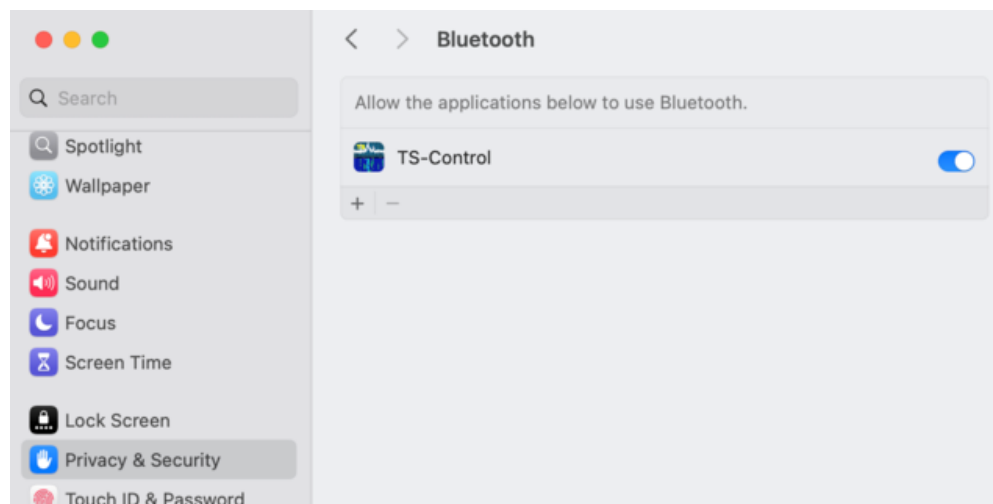 Search
Spotlight
Wallpaper
Notifications
Sound
Focus
Screen Time
Lock Screen
Privacy & Security
Touch ID & Password
Bluetooth
Allow the applications below to use Bluetooth.
TS-Control